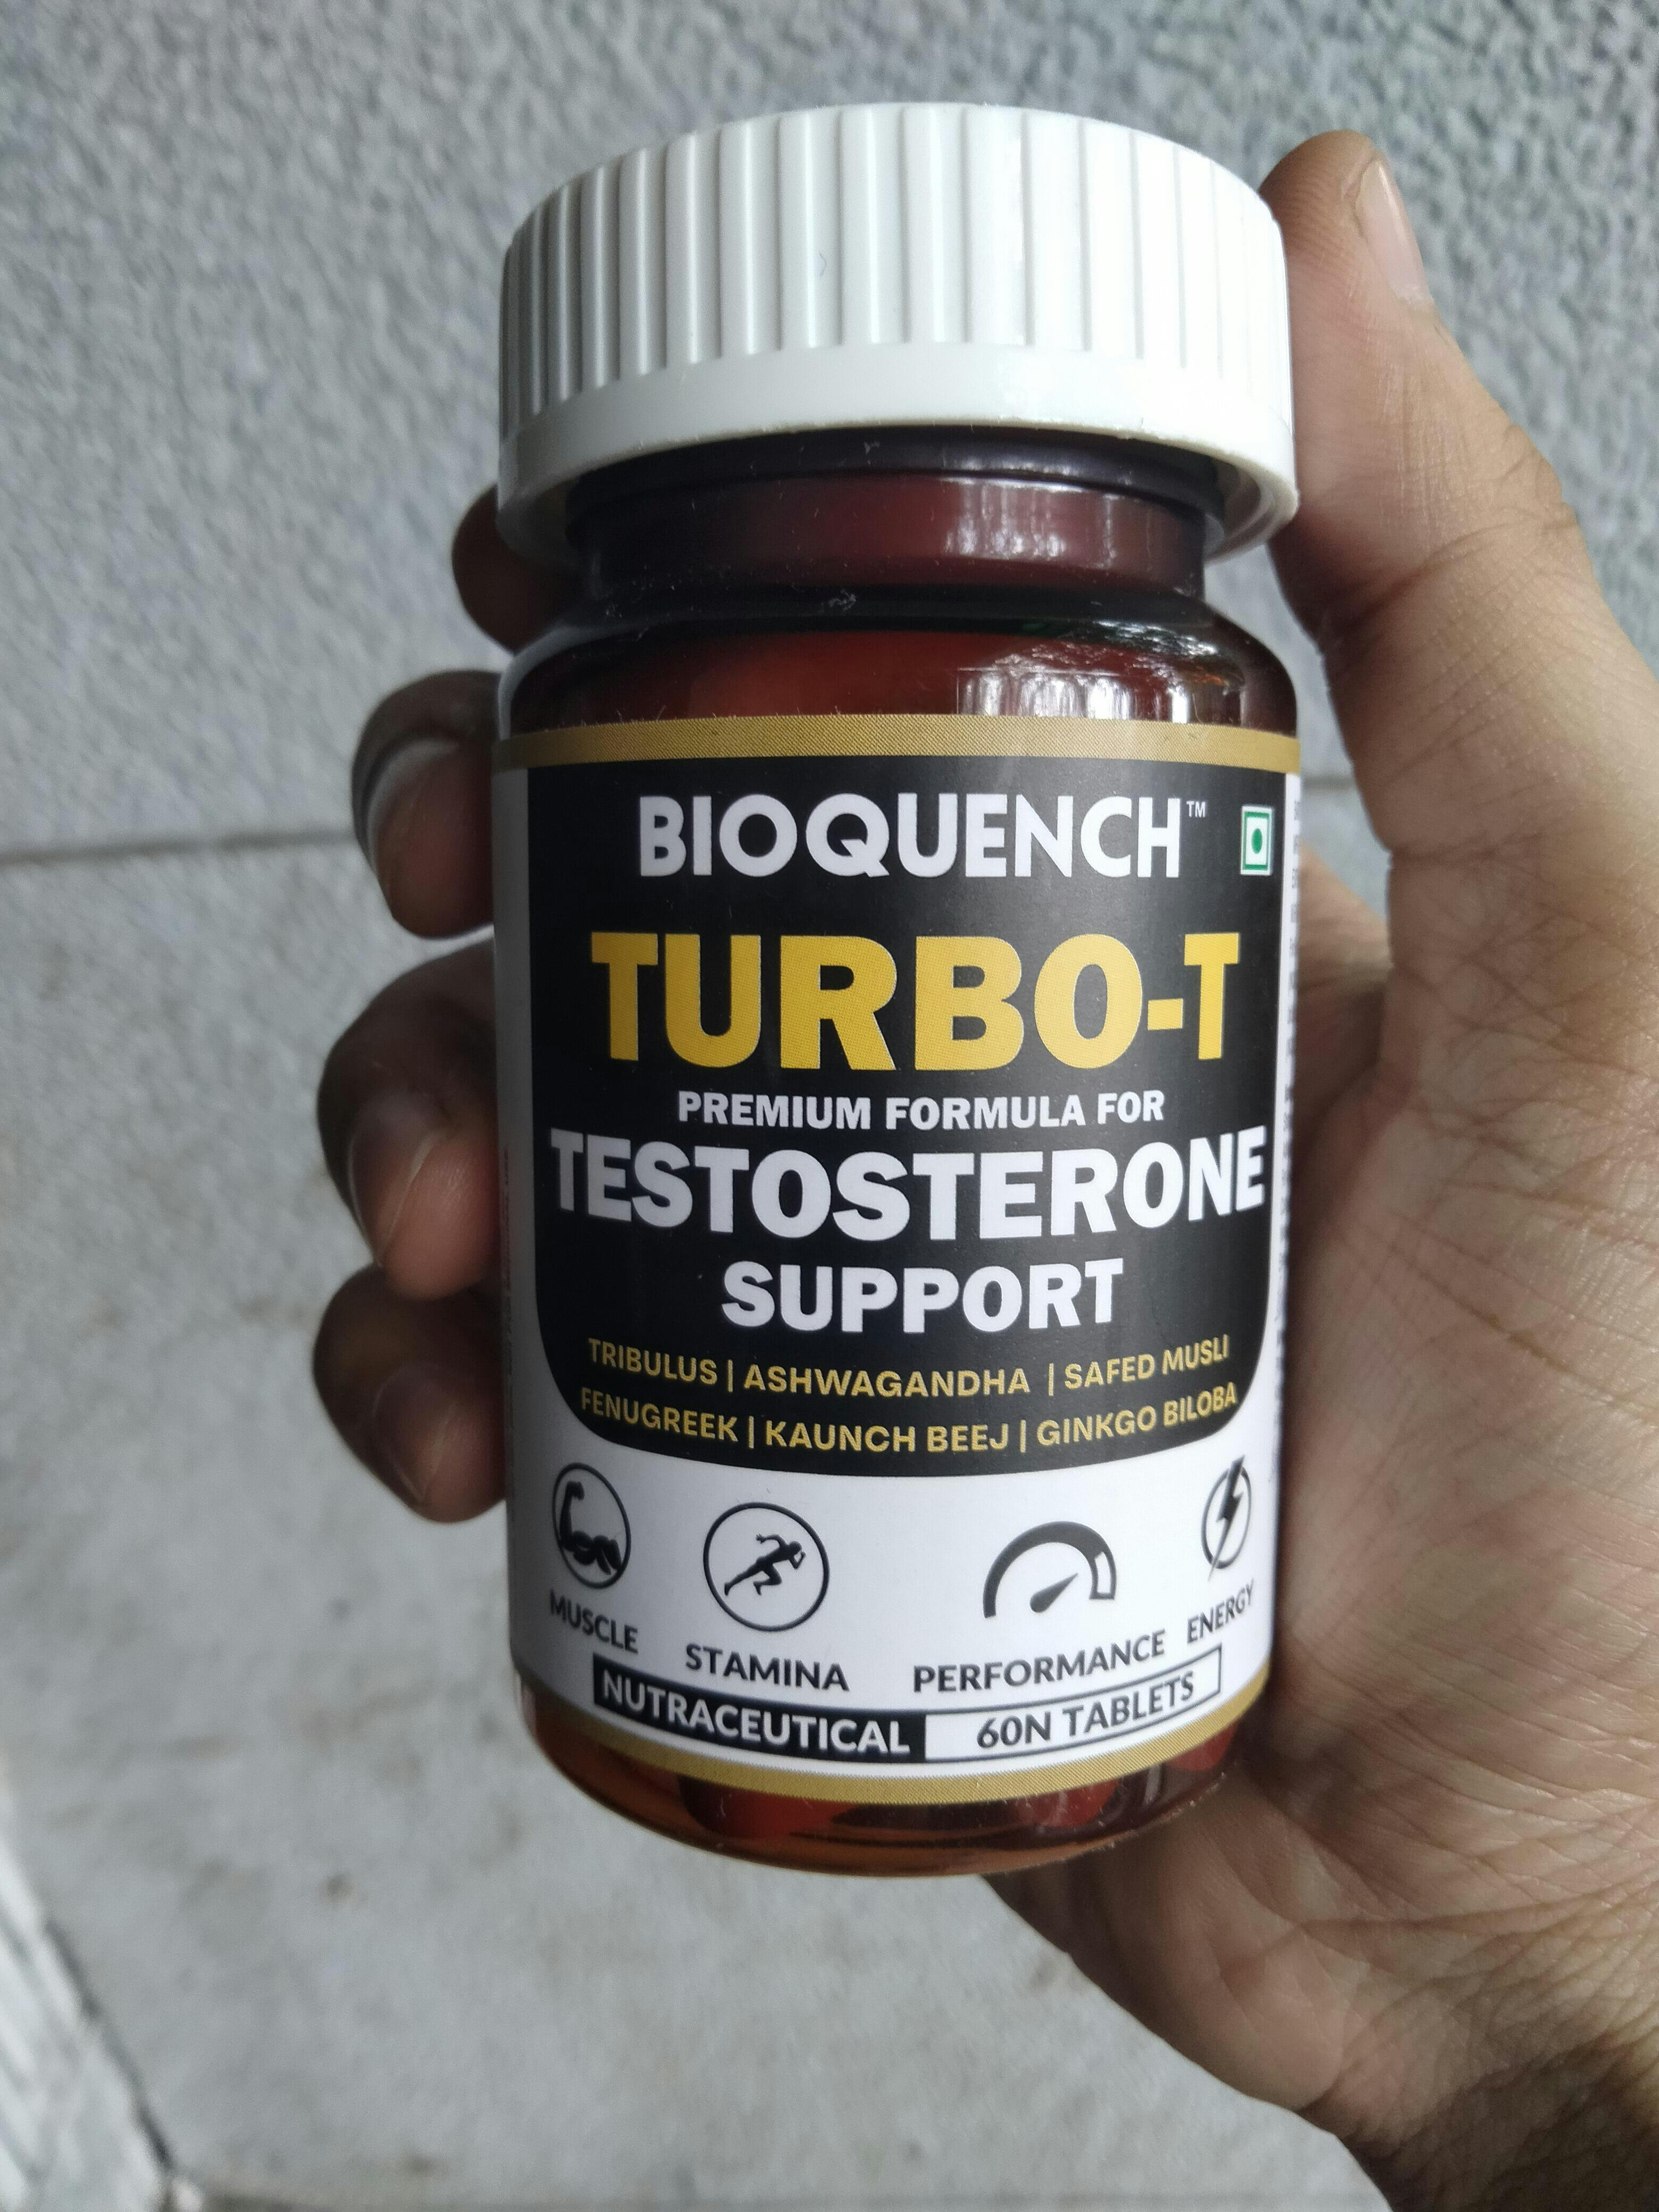 BIOQUENCH™
TURBO-T
PREMIUM FORMULA FOR
TESTOSTERONE
SUPPORT
TRIBULUS | ASHWAGANDHA | SAFED MUSLI
FENUGREEK | KAUNCH BEEJ | GINKGO BILOBA
MUSCLE STAMINA PERFORMANCE ENERGY
NUTRACEUTICAL 60N TABLETS